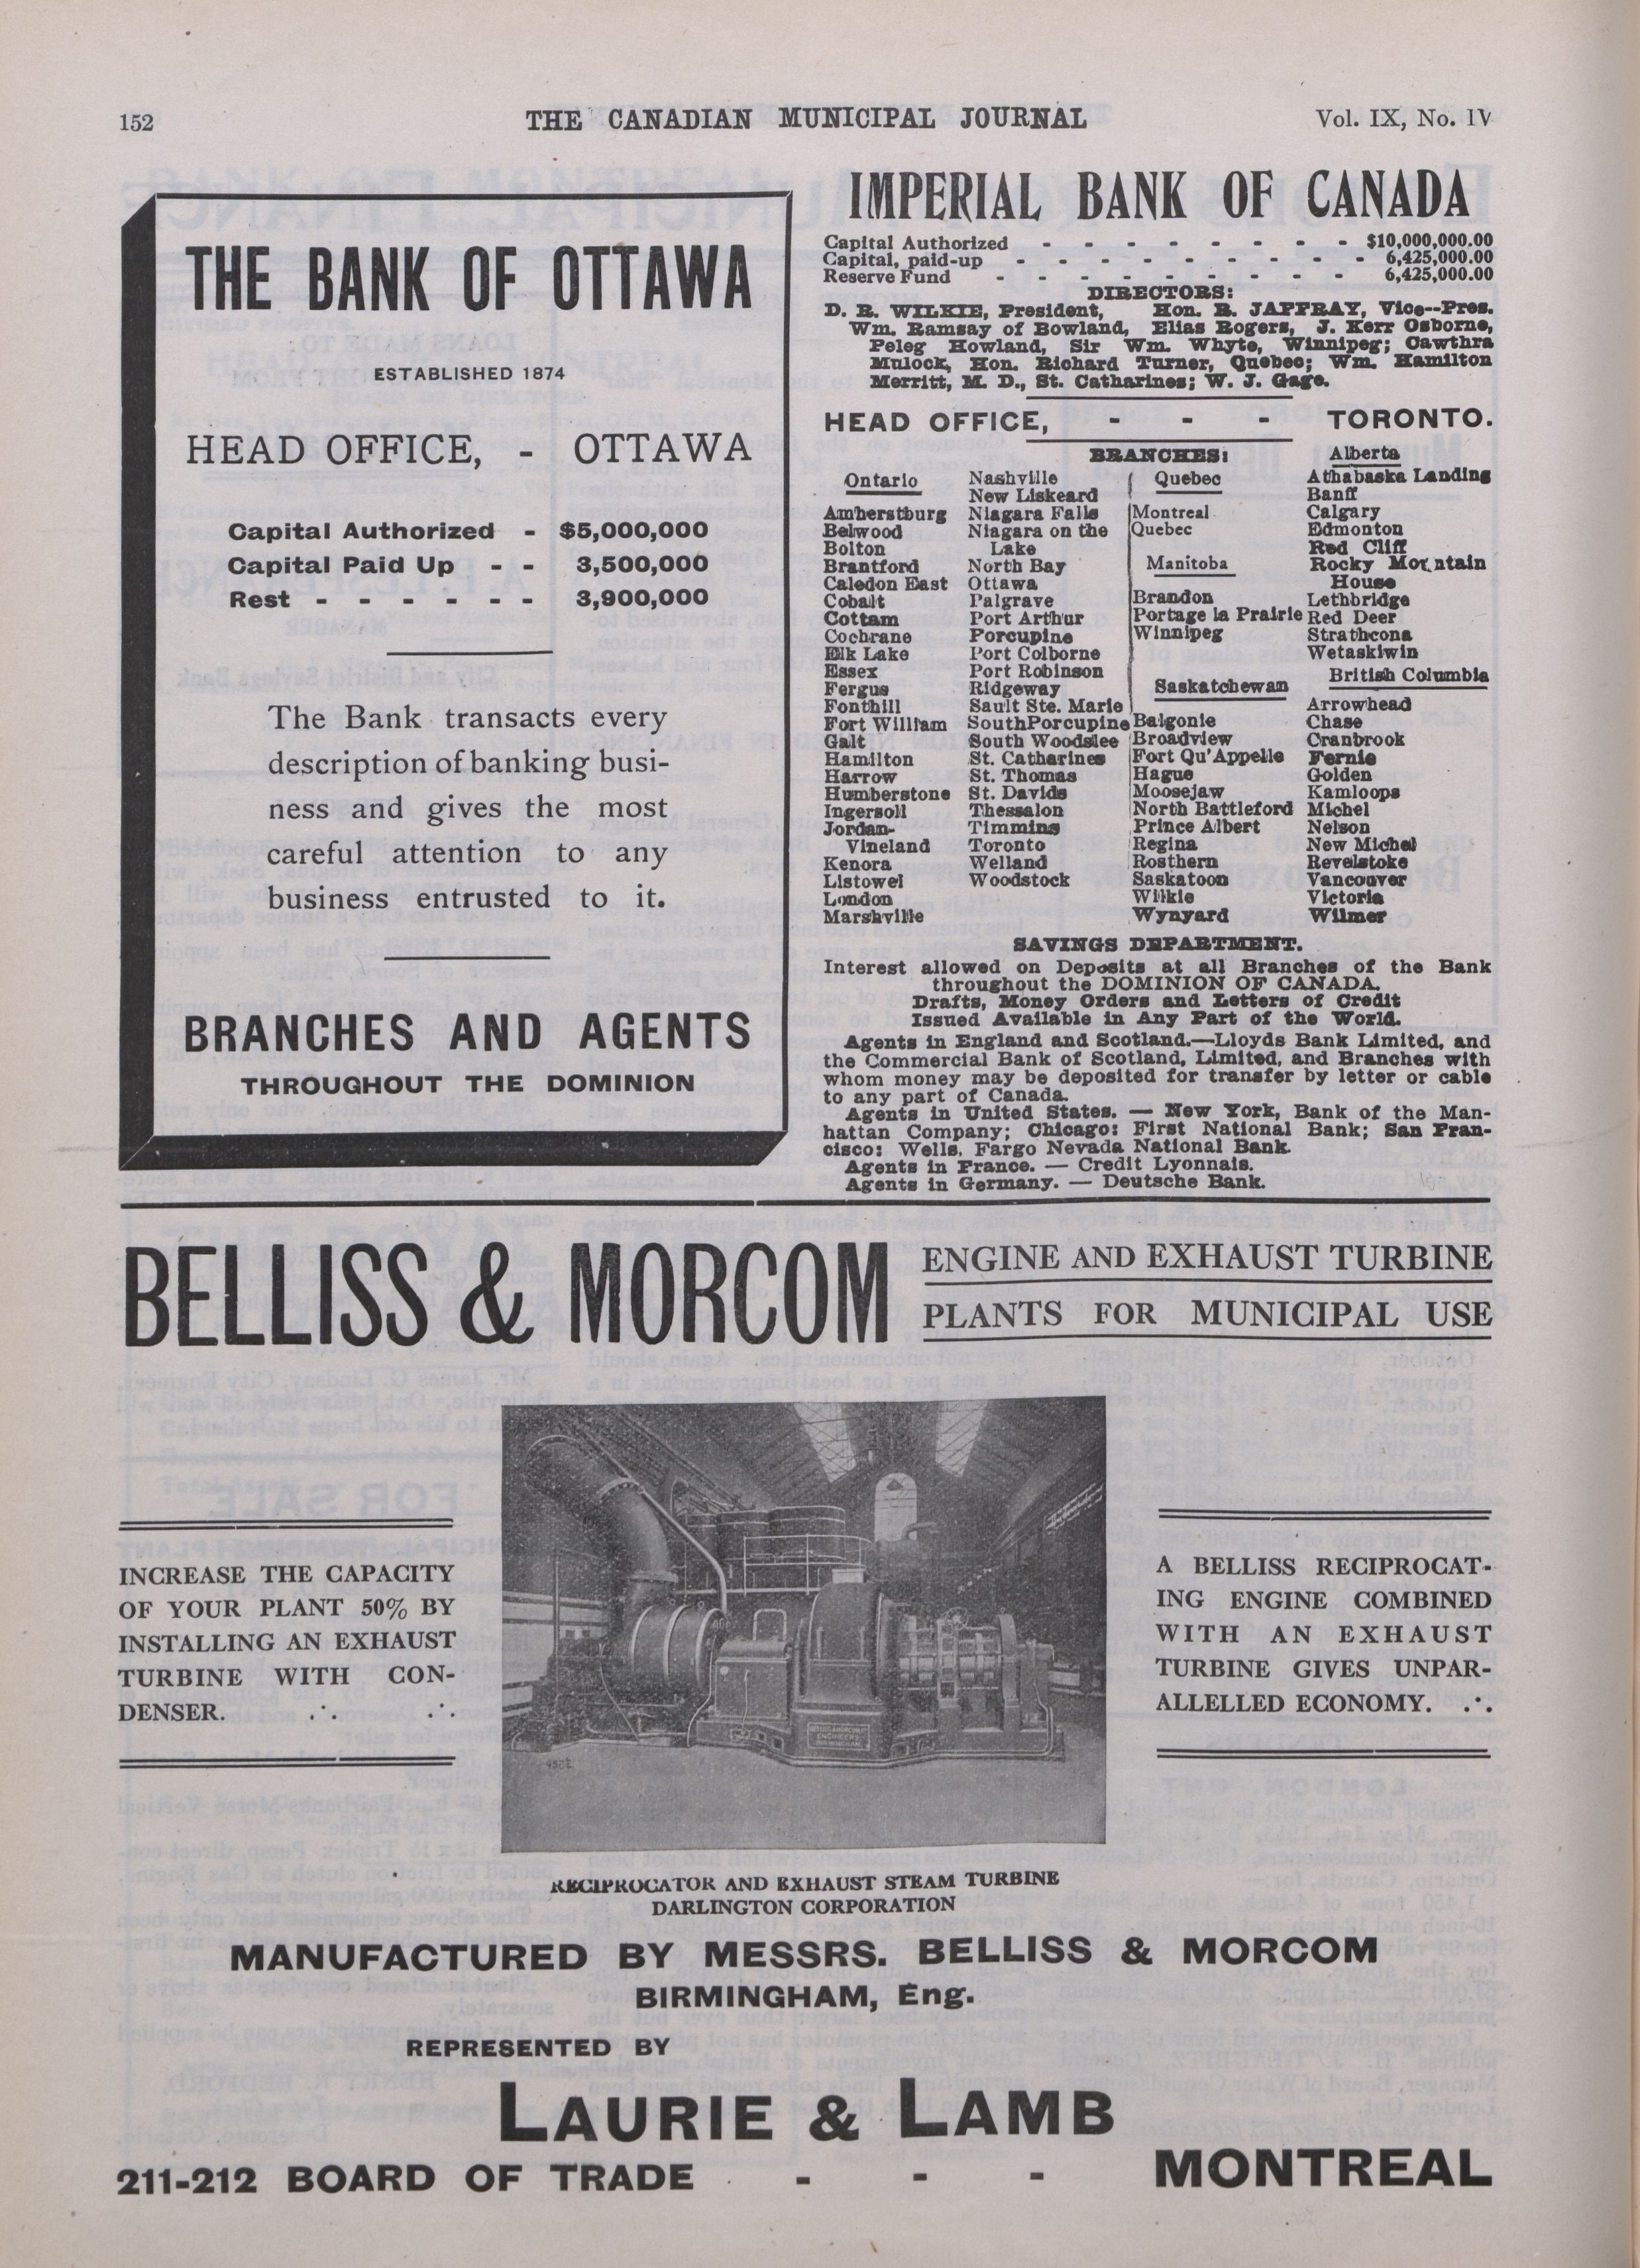 152
THE CANADIAN MUNICIPAL JOURNAL
Vol. IX, No. IV
THE BANK OF OTTAWA
ESTABLISHED 1874
HEAD OFFICE, - OTTAWA
Capital Authorized - $5,000,000
Capital Paid Up - - 3,500,000
Rest - - - - - - 3,900,000
The Bank transacts every
description of banking busi-
ness and gives the most
careful attention to any
business entrusted to it.
BRANCHES AND AGENTS
THROUGHOUT THE DOMINION
IMPERIAL BANK OF CANADA
Capital Authorized - - - - - - - - $10,000,000.00
Capital, paid-up - - - - - - - - - 6,425,000.00
Reserve Fund - - - - - - - - - 6,425,000.00
DIRECTORS:
D. R. WILKIE, President, Hon. R. JAFFRAY, Vice--Pres.
Wm. Ramsay of Bowland, Elias Rogers, J. Kerr Osborne,
Peleg Howland, Sir Wm. Whyte, Winnipeg; Cawthra
Mulock, Hon. Richard Turner, Quebec; Wm. Hamilton
Merritt, M. D., St. Catharines; W. J. Gage.
HEAD OFFICE, - - - TORONTO.
BRANCHES:
Ontario
Amherstburg
Belwood
Bolton
Brantford
Caledon East
Cobalt
Cottam
Cochrane
Elk Lake
Essex
Fergus
Fonthill
Fort William
Galt
Hamilton
Harrow
Humberstone
Ingersoll
Jordan-
Vineland
Kenora
Listowel
London
Marshville
Nashville
New Liskeard
Niagara Falls
Niagara on the
Lake
North Bay
Ottawa
Palgrave
Port Arthur
Porcupine
Port Colborne
Port Robinson
Ridgeway
Sault Ste. Marie
SouthPorcupine
South Woodslee
St. Catharines
St. Thomas
St. Davids
Thessalon
Timmins
Toronto
Welland
Woodstock
Quebec
Montreal
Quebec
Manitoba
Brandon
Portage la Prairie
Winnipeg
Saskatchewan
Balgonie
Broadview
Fort Qu'Appelle
Hague
Moosejaw
North Battleford
Prince Albert
Regina
Rosthern
Saskatoon
Wilkie
Wynyard
Alberta
Athabaska Landing
Banff
Calgary
Edmonton
Red Cliff
Rocky Mountain
House
Lethbridge
Red Deer
Strathcona
Wetaskiwin
British Columbia
Arrowhead
Chase
Cranbrook
Fernie
Golden
Kamloops
Michel
Nelson
New Michel
Revelstoke
Vancouver
Victoria
Wilmer
SAVINGS DEPARTMENT.
Interest allowed on Deposits at all Branches of the Bank
throughout the DOMINION OF CANADA.
Drafts, Money Orders and Letters of Credit
Issued Available in Any Part of the World.
Agents in England and Scotland.—Lloyds Bank Limited, and
the Commercial Bank of Scotland, Limited, and Branches with
whom money may be deposited for transfer by letter or cable
to any part of Canada.
Agents in United States. — New York, Bank of the Man-
hattan Company; Chicago: First National Bank; San Fran-
cisco: Wells, Fargo Nevada National Bank.
Agents in France. — Credit Lyonnais.
Agents in Germany. — Deutsche Bank.
BELLISS & MORCOM
ENGINE AND EXHAUST TURBINE
PLANTS FOR MUNICIPAL USE
INCREASE THE CAPACITY
OF YOUR PLANT 50% BY
INSTALLING AN EXHAUST
TURBINE WITH CON-
DENSER. ∴ ∴
BELLISS & MORCOM LD
ENGINEERS
BIRMINGHAM
A BELLISS RECIPROCAT-
ING ENGINE COMBINED
WITH AN EXHAUST
TURBINE GIVES UNPAR-
ALLELLED ECONOMY. ∴
RECIPROCATOR AND EXHAUST STEAM TURBINE
DARLINGTON CORPORATION
MANUFACTURED BY MESSRS. BELLISS & MORCOM
BIRMINGHAM, Eng.
REPRESENTED BY
LAURIE & LAMB
211-212 BOARD OF TRADE - - - MONTREAL